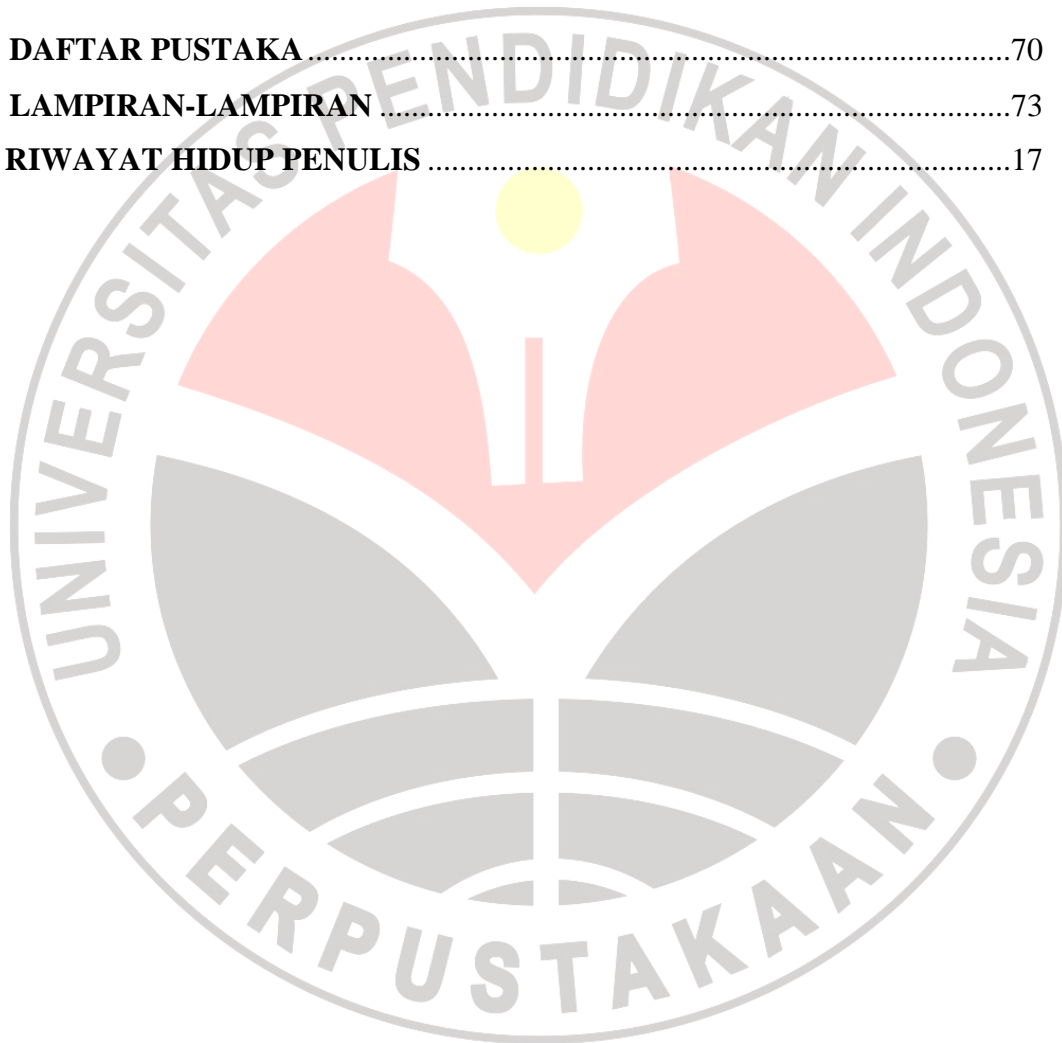 DAFTAR PUSTAKA.......................................................................................70
LAMPIRAN-LAMPIRAN ..............................................................................73
RIWAYAT HIDUP PENULIS ........................................................................17
UNIVERSITAS PENDIDIKAN INDONESIA
PERPUSTAKAAN